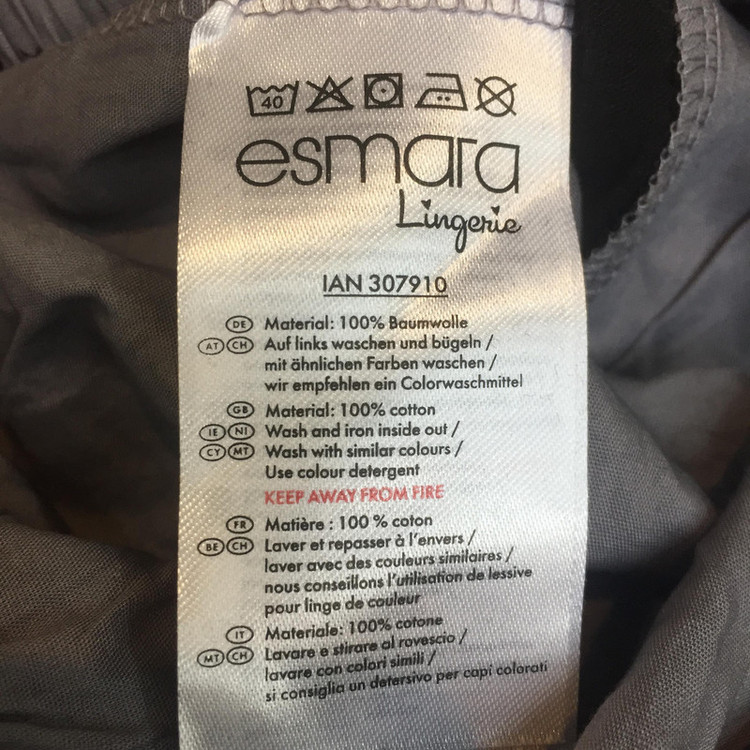 40
esmara
Lingerie
IAN 307910
DE Material: 100% Baumwolle
AT CH Auf links waschen und bügeln /
mit ähnlichen Farben waschen /
wir empfehlen ein Colorwaschmittel
GB Material: 100% cotton
IE NI Wash and iron inside out /
CY MT Wash with similar colours /
Use colour detergent
KEEP AWAY FROM FIRE
FR Matière : 100 % coton
BE CH Laver et repasser à l'envers /
laver avec des couleurs similaires /
nous conseillons l'utilisation de lessive
pour linge de couleur
IT Materiale: 100% cotone
MT CH Lavare e stirare al rovescio /
lavare con colori simili /
si consiglia un detersivo per capi colorati